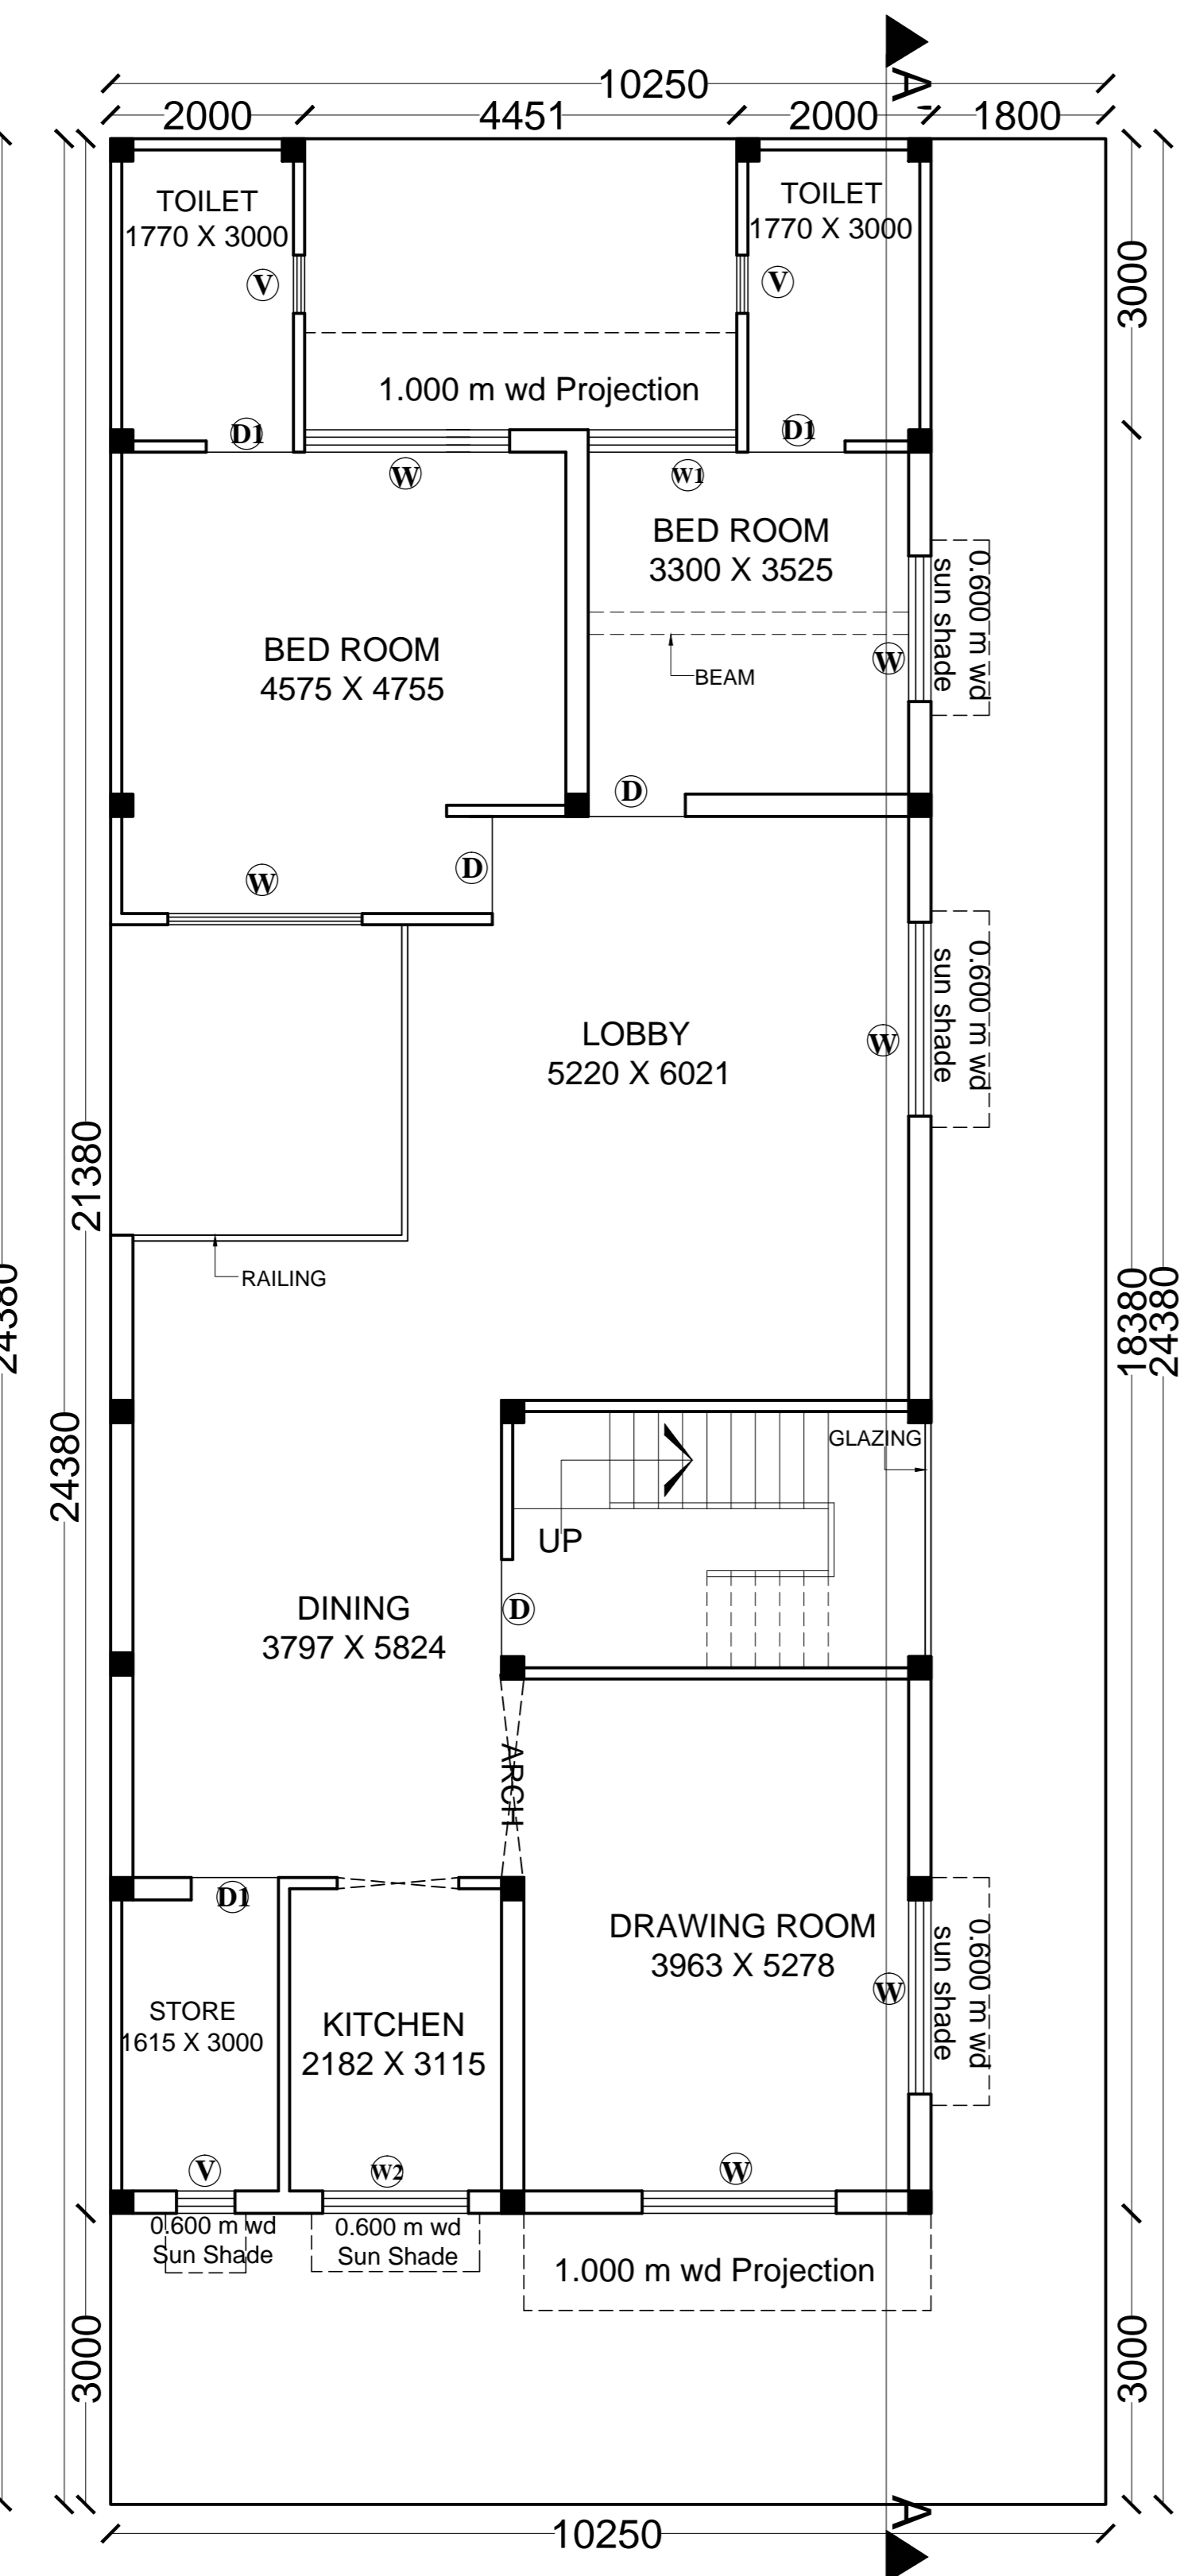 A
10250
2000 4451 2000 1800
TOILET
1770 X 3000
TOILET
1770 X 3000
V
V
3000
1.000 m wd Projection
D1
D1
W
W1
BED ROOM
3300 X 3525
0.600 m wd
sun shade
BED ROOM
4575 X 4755
W
BEAM
D
D
W
LOBBY
5220 X 6021
W
0.600 m wd
sun shade
21380
24380
24380
RAILING
18380
24380
GLAZING
UP
DINING
3797 X 5824
D
ARCH
D1
DRAWING ROOM
3963 X 5278
W
0.600 m wd
sun shade
STORE
1615 X 3000
KITCHEN
2182 X 3115
V
W2
W
0.600 m wd
Sun Shade
0.600 m wd
Sun Shade
1.000 m wd Projection
3000
3000
A
10250